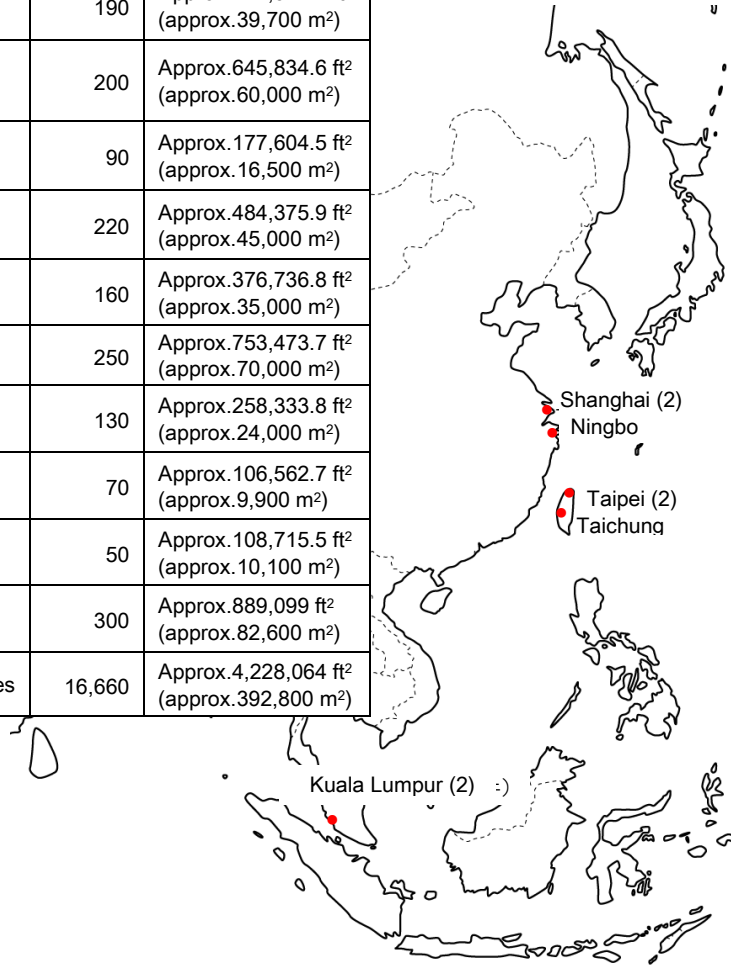 190
(approx.39,700 m²)
200
Approx.645,834.6 ft²
(approx.60,000 m²)
90
Approx.177,604.5 ft²
(approx.16,500 m²)
220
Approx.484,375.9 ft²
(approx.45,000 m²)
160
Approx.376,736.8 ft²
(approx.35,000 m²)
250
Approx.753,473.7 ft²
(approx.70,000 m²)
130
Approx.258,333.8 ft²
(approx.24,000 m²)
70
Approx.106,562.7 ft²
(approx.9,900 m²)
50
Approx.108,715.5 ft²
(approx.10,100 m²)
300
Approx.889,099 ft²
(approx.82,600 m²)
es
16,660
Approx.4,228,064 ft²
(approx.392,800 m²)
Shanghai (2)
Ningbo
Taipei (2)
Taichung
Kuala Lumpur (2)